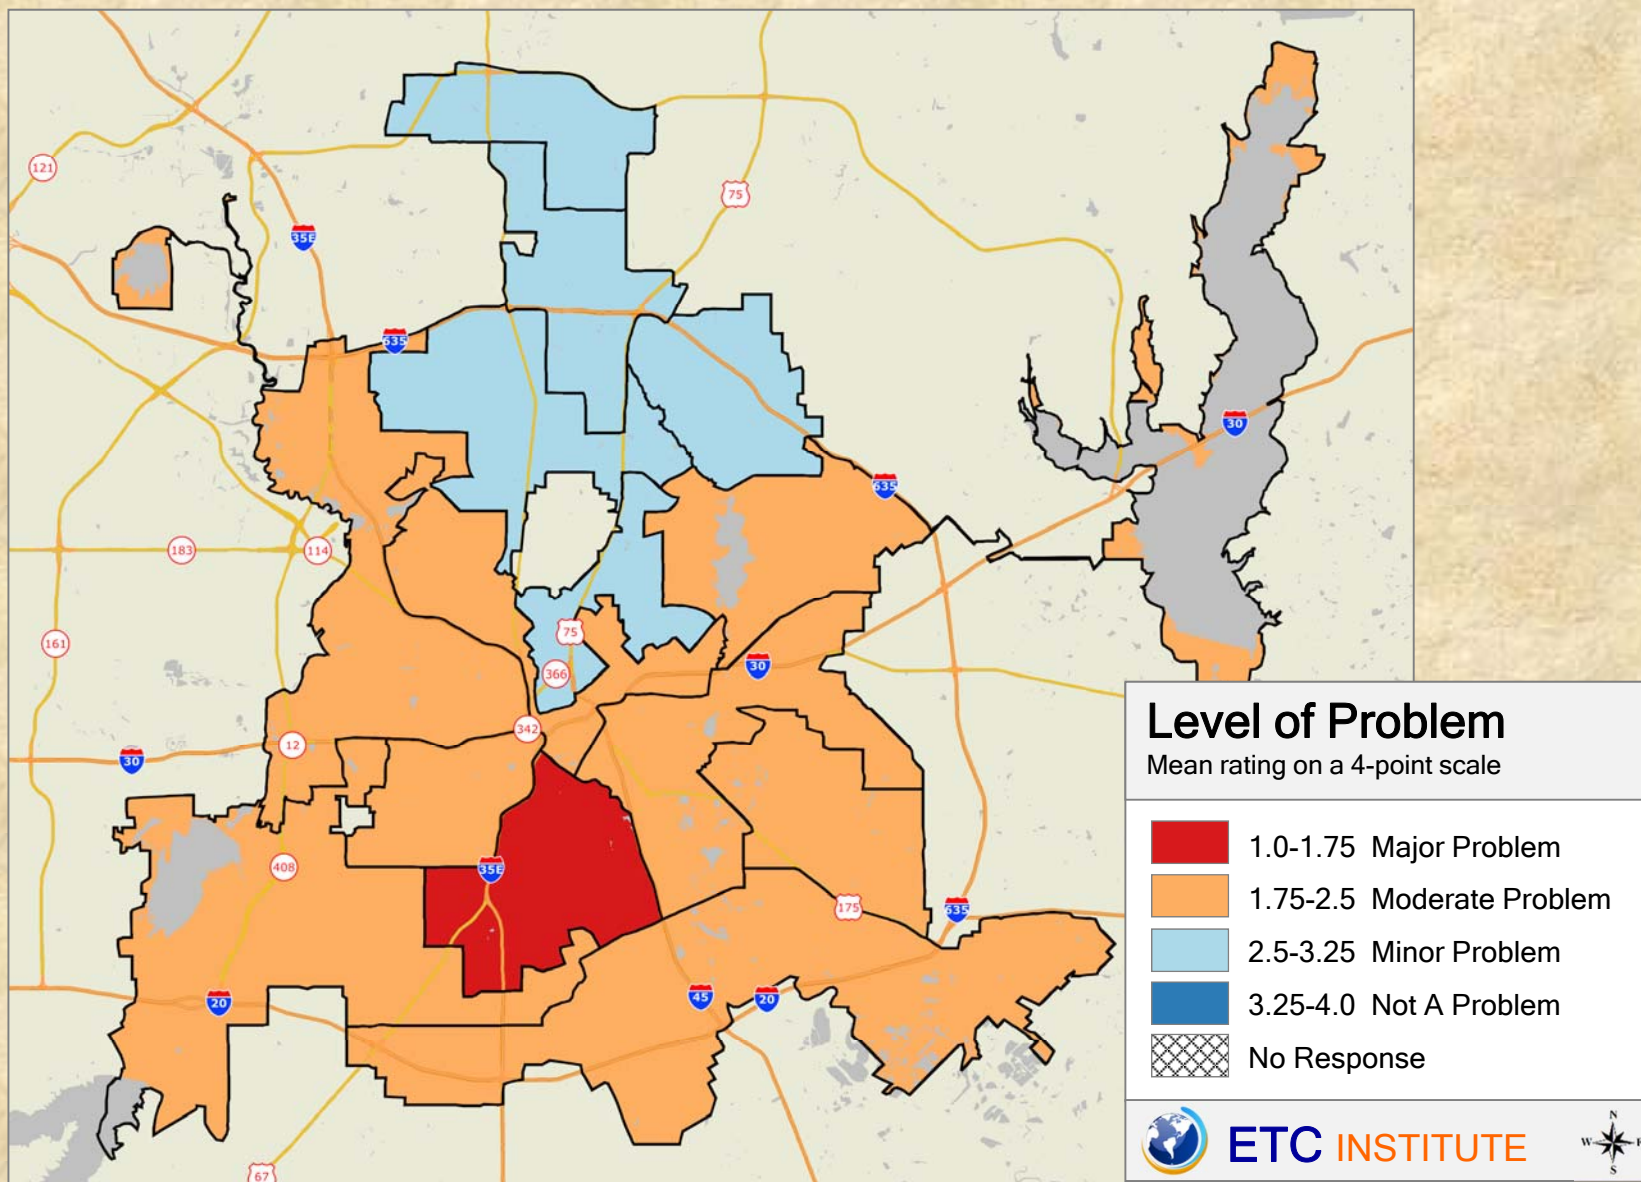 121
75
35E
635
30
635
183
114
161
75
366
30
342
12
30
408
35E
175
635
20
45
20
67
Level of Problem
Mean rating on a 4-point scale
1.0-1.75 Major Problem
1.75-2.5 Moderate Problem
2.5-3.25 Minor Problem
3.25-4.0 Not A Problem
No Response
ETC INSTITUTE
N
W
S